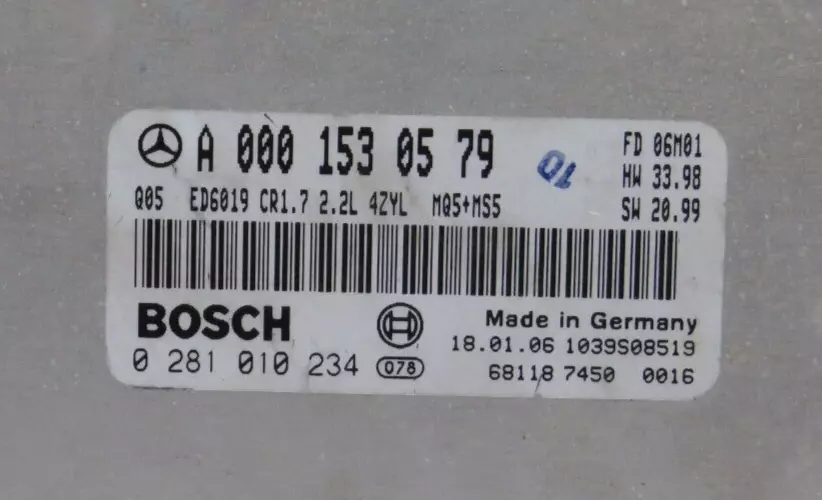 A 000 153 05 79
FD 06M01
HW 33.98
SW 20.99
Q05 ED6019 CR1.7 2.2L 4ZYL MQ5+MS5
BOSCH
Made in Germany
18.01.06 1039S08519
0 281 010 234 078
681187 7450 0016